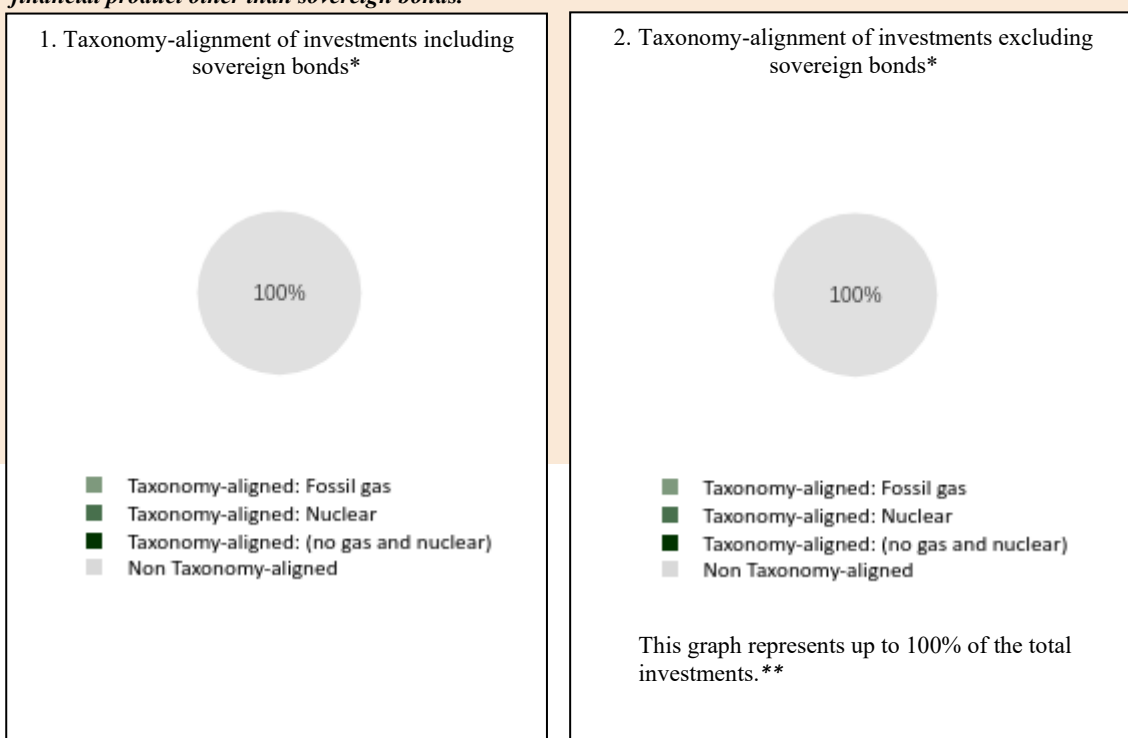 financial product other than sovereign bonds.
1. Taxonomy-alignment of investments including
sovereign bonds*
100%
Taxonomy-aligned: Fossil gas
Taxonomy-aligned: Nuclear
Taxonomy-aligned: (no gas and nuclear)
Non Taxonomy-aligned
2. Taxonomy-alignment of investments excluding
sovereign bonds*
100%
Taxonomy-aligned: Fossil gas
Taxonomy-aligned: Nuclear
Taxonomy-aligned: (no gas and nuclear)
Non Taxonomy-aligned
This graph represents up to 100% of the total
investments.**